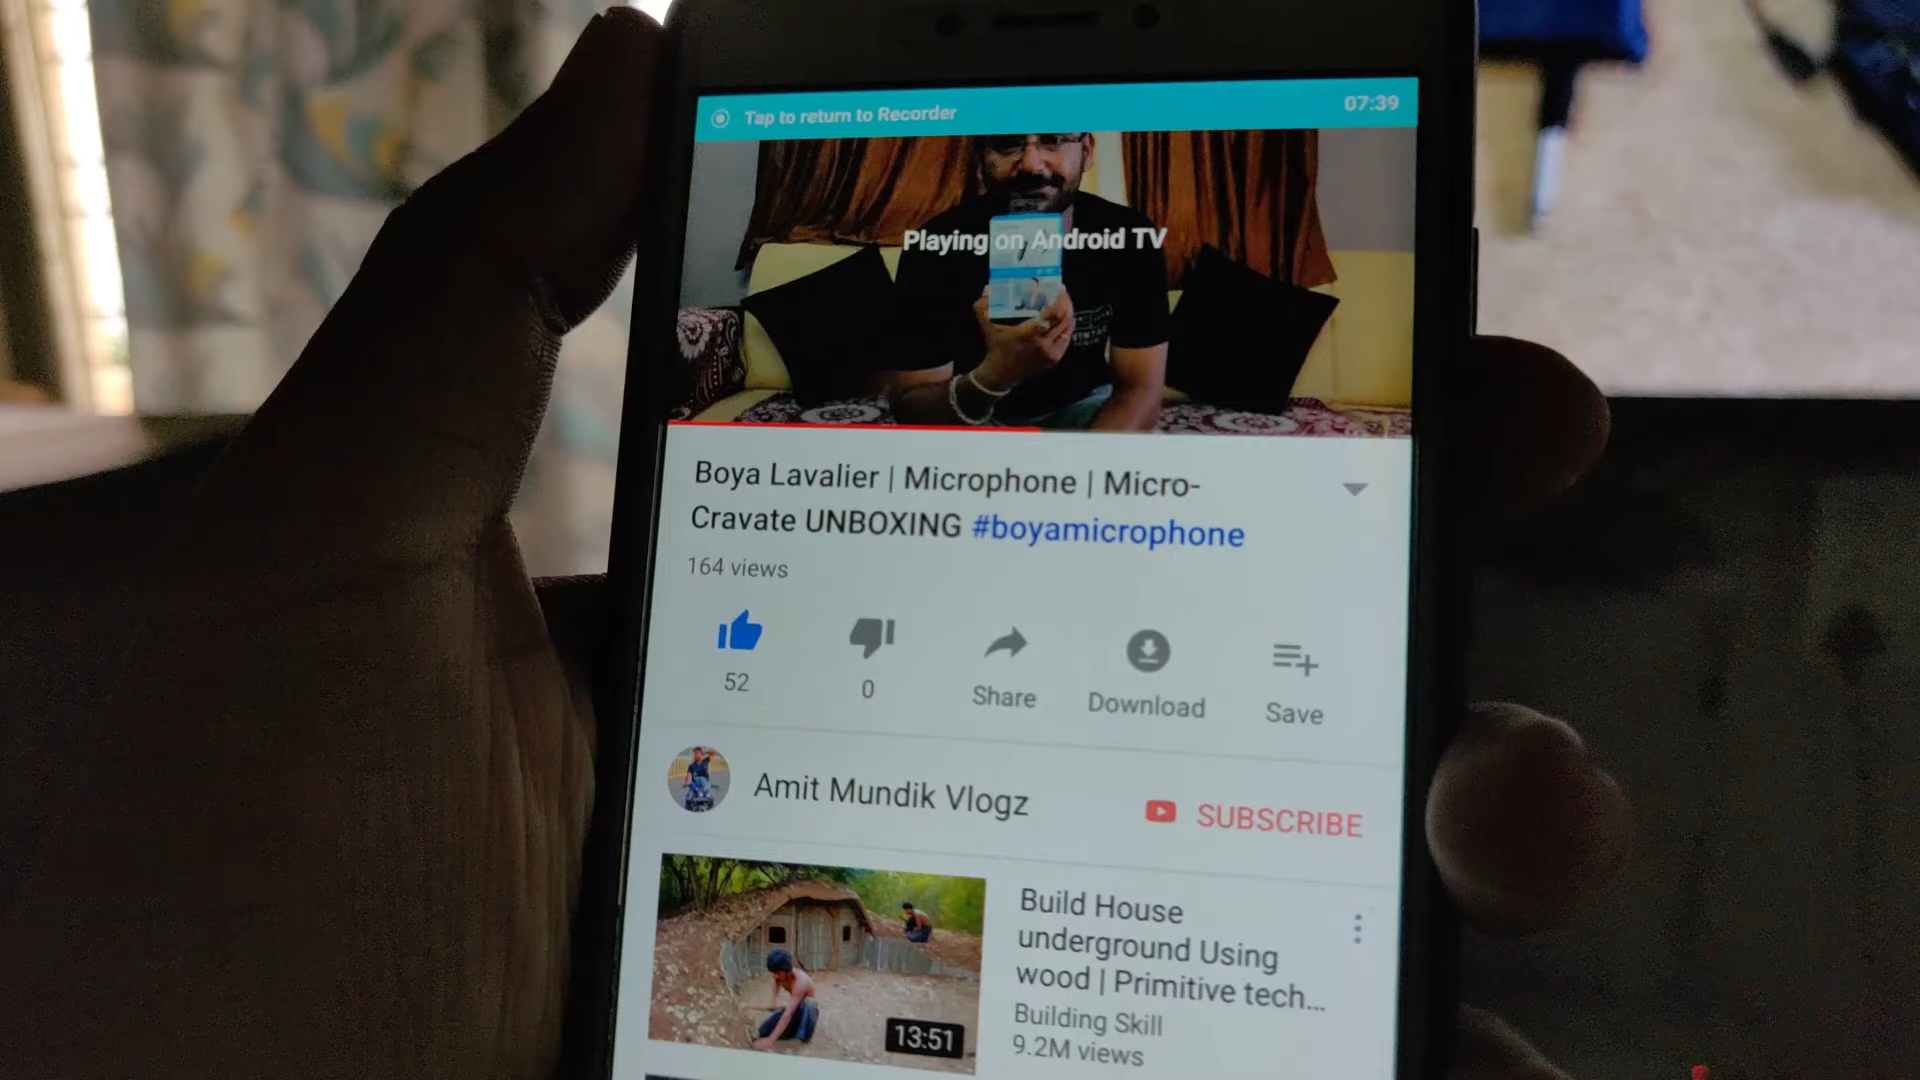 Tap to return to Recorder
07:39
Playing on Android TV
Boya Lavalier | Microphone | Micro-
Cravate UNBOXING #boyamicrophone
164 views
52
0
Share
Download
Save
Amit Mundik Vlogz
SUBSCRIBE
Build House
underground Using
wood | Primitive tech...
Building Skill
9.2M views
13:51